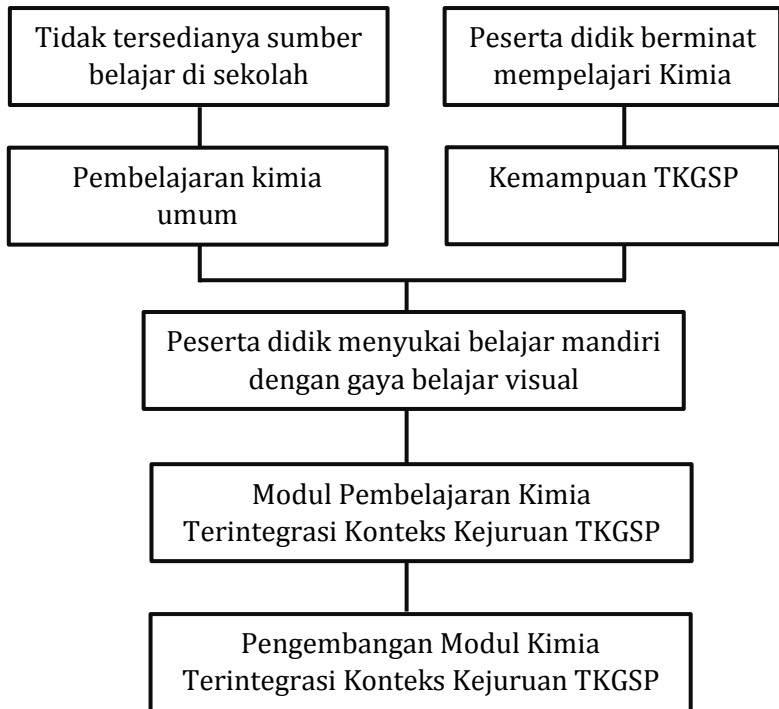 Tidak tersedianya sumber
belajar di sekolah
Peserta didik berminat
mempelajari Kimia
Pembelajaran kimia
umum
Kemampuan TKGSP
Peserta didik menyukai belajar mandiri
dengan gaya belajar visual
Modul Pembelajaran Kimia
Terintegrasi Konteks Kejuruan TKGSP
Pengembangan Modul Kimia
Terintegrasi Konteks Kejuruan TKGSP